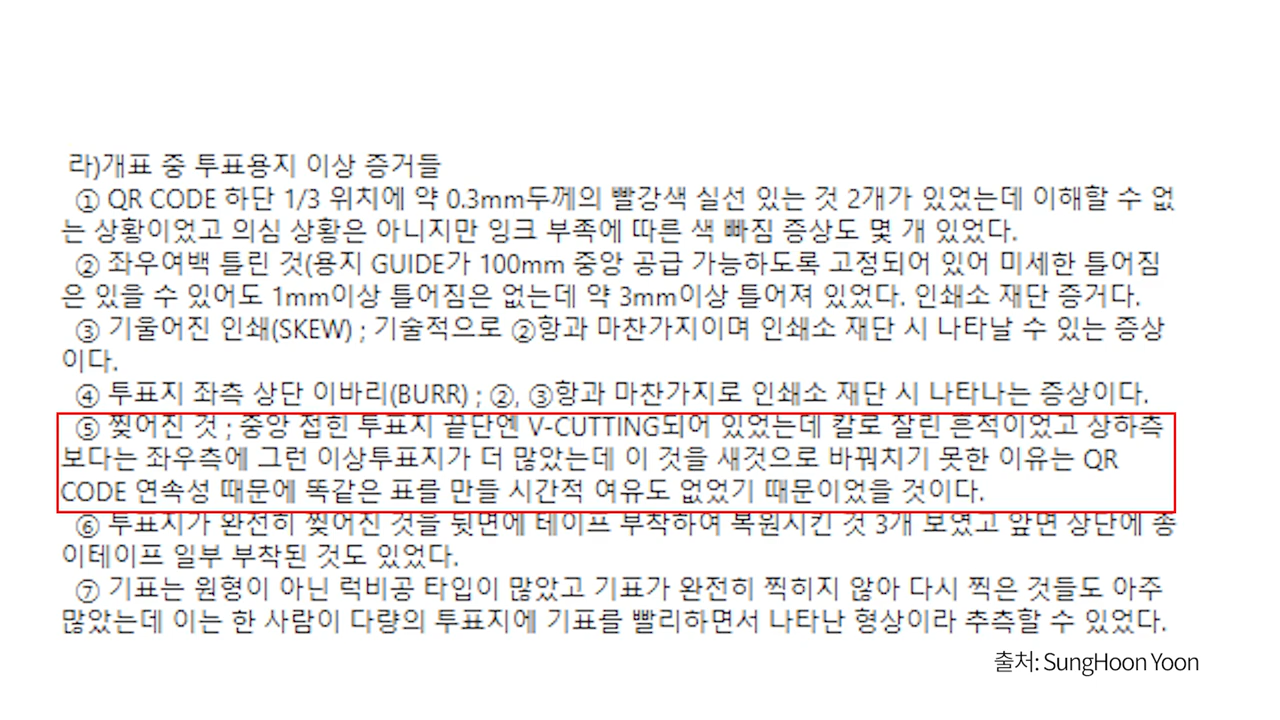 라)개표 중 투표용지 이상 증거들
① QR CODE 하단 1/3 위치에 약 0.3mm두께의 빨강색 실선 있는 것 2개가 있었는데 이해할 수 없
는 상황이었고 의심 상황은 아니지만 잉크 부족에 따른 색 빠짐 증상도 몇 개 있었다.
② 좌우여백 틀린 것(용지 GUIDE가 100mm 중앙 공급 가능하도록 고정되어 있어 미세한 틀어짐
은 있을 수 있어도 1mm이상 틀어짐은 없는데 약 3mm이상 틀어져 있었다. 인쇄소 재단 증거다.
③ 기울어진 인쇄(SKEW) ; 기술적으로 ②항과 마찬가지이며 인쇄소 재단 시 나타날 수 있는 증상
이다.
④ 투표지 좌측 상단 이바리(BURR) ; ②, ③항과 마찬가지로 인쇄소 재단 시 나타나는 증상이다.
⑤ 찢어진 것 ; 중앙 접힌 투표지 끝단엔 V-CUTTING되어 있었는데 칼로 잘린 흔적이었고 상하측
보다는 좌우측에 그런 이상투표지가 더 많았는데 이 것을 새것으로 바꿔치기 못한 이유는 QR
CODE 연속성 때문에 똑같은 표를 만들 시간적 여유도 없었기 때문이었을 것이다.
⑥ 투표지가 완전히 찢어진 것을 뒷면에 테이프 부착하여 복원시킨 것 3개 보였고 앞면 상단에 종
이테이프 일부 부착된 것도 있었다.
⑦ 기표는 원형이 아닌 럭비공 타입이 많았고 기표가 완전히 찍히지 않아 다시 찍은 것들도 아주
많았는데 이는 한 사람이 다량의 투표지에 기표를 빨리하면서 나타난 형상이라 추측할 수 있었다.
출처: SungHoon Yoon